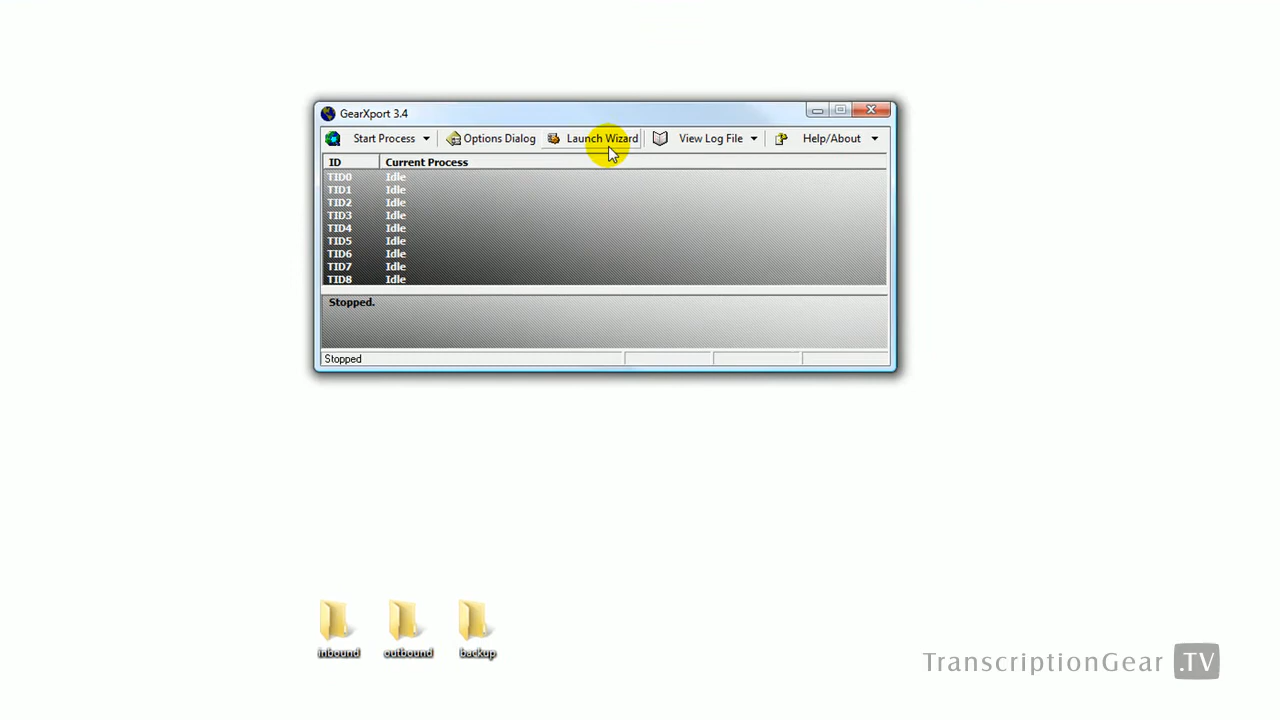 GearXport 3.4
Start Process Options Dialog Launch Wizard View Log File Help/About
ID Current Process
TID0 Idle
TID1 Idle
TID2 Idle
TID3 Idle
TID4 Idle
TID5 Idle
TID6 Idle
TID7 Idle
TID8 Idle
Stopped.
Stopped
inbound outbound backup
TranscriptionGear .TV